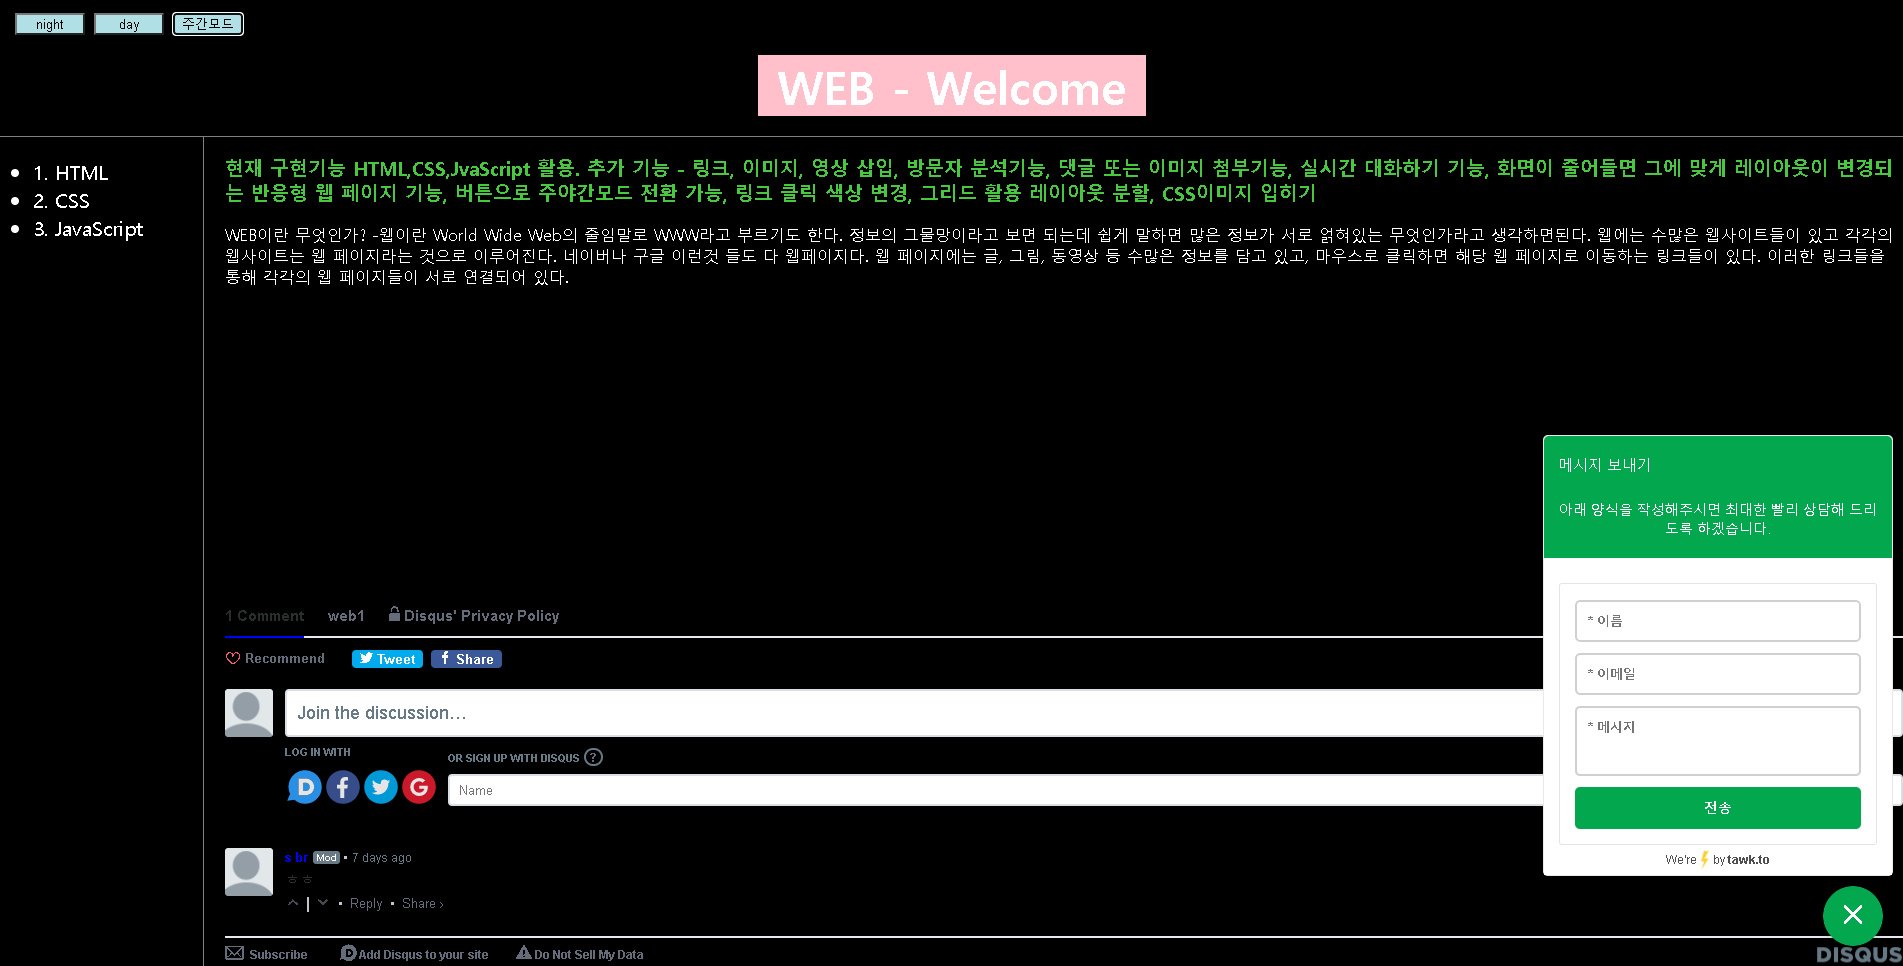 night day 주간모드
WEB - Welcome
1. HTML
2. CSS
3. JavaScript
현재 구현기능 HTML,CSS,JvaScript 활용. 추가 기능 - 링크, 이미지, 영상 삽입, 방문자 분석기능, 댓글 또는 이미지 첨부기능, 실시간 대화하기 기능, 화면이 줄어들면 그에 맞게 레이아웃이 변경되
는 반응형 웹 페이지 기능, 버튼으로 주야간모드 전환 가능, 링크 클릭 색상 변경, 그리드 활용 레이아웃 분할, CSS이미지 입히기
WEB이란 무엇인가? -웹이란 World Wide Web의 줄임말로 WWW라고 부르기도 한다. 정보의 그물망이라고 보면 되는데 쉽게 말하면 많은 정보가 서로 얽혀있는 무엇인가라고 생각하면된다. 웹에는 수많은 웹사이트들이 있고 각각의
웹사이트는 웹 페이지라는 것으로 이루어진다. 네이버나 구글 이런것 들도 다 웹페이지다. 웹 페이지에는 글, 그림, 동영상 등 수많은 정보를 담고 있고, 마우스로 클릭하면 해당 웹 페이지로 이동하는 링크들이 있다. 이러한 링크들을
통해 각각의 웹 페이지들이 서로 연결되어 있다.
1 Comment web1 Disqus' Privacy Policy
Recommend Tweet Share
Join the discussion...
LOG IN WITH
OR SIGN UP WITH DISQUS ?
Name
s br Mod • 7 days ago
ㅎㅎ
• Reply • Share ›
Subscribe Add Disqus to your site Do Not Sell My Data
DISQUS
메시지 보내기
아래 양식을 작성해주시면 최대한 빨리 상담해 드리
도록 하겠습니다.
* 이름
* 이메일
* 메시지
전송
We're by tawk.to